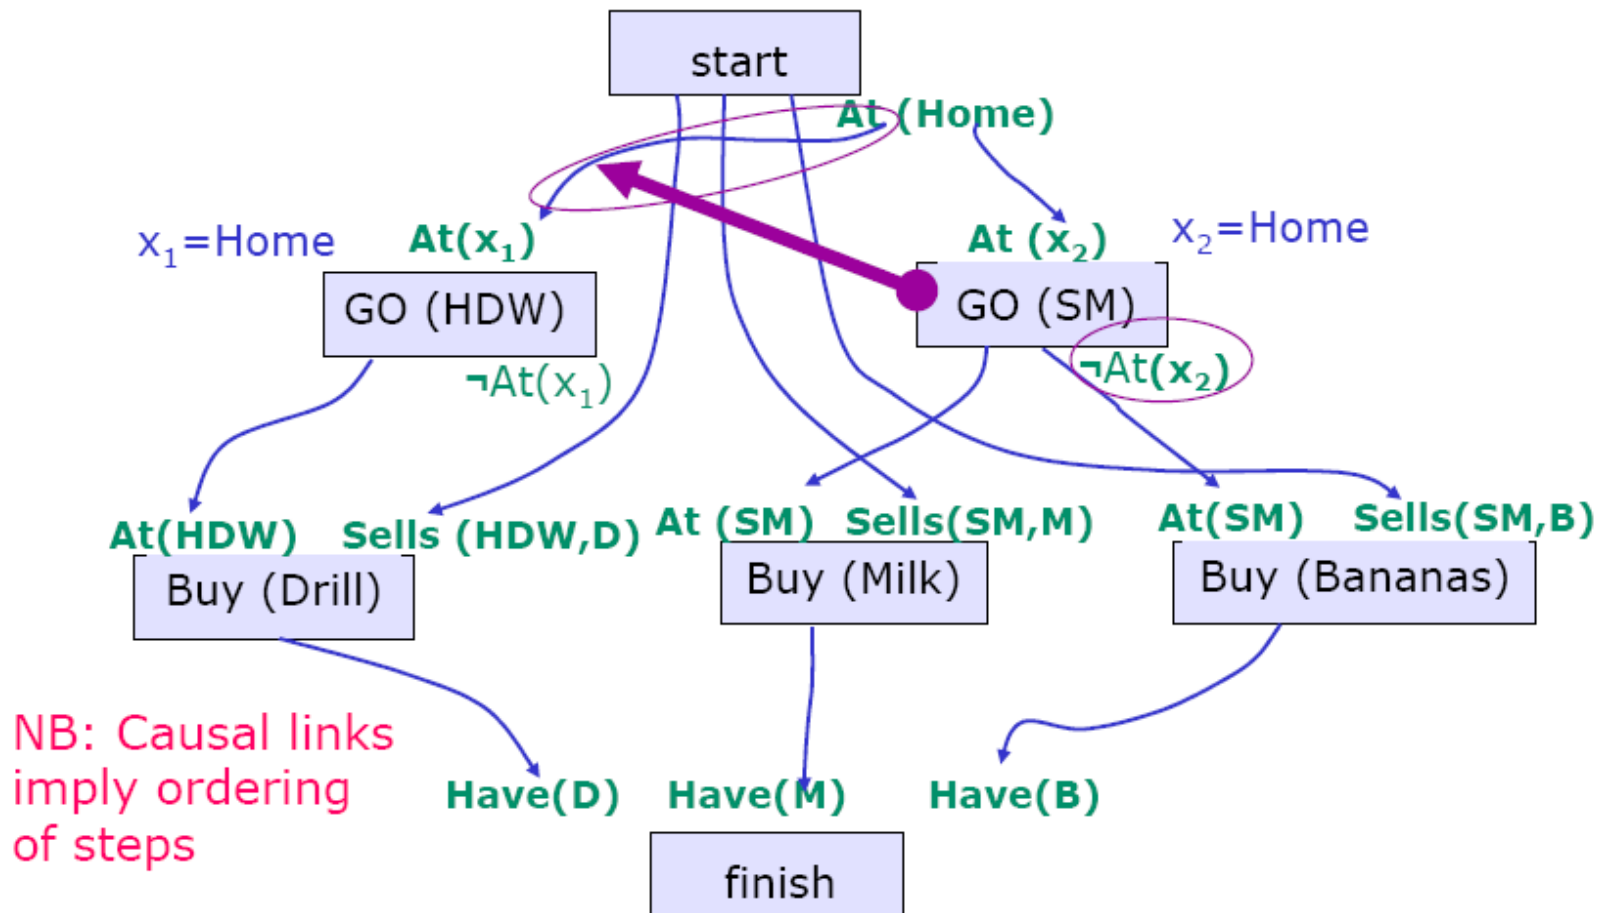 start
At (Home)
x₁=Home
At(x₁)
At (x₂)
x₂=Home
GO (HDW)
GO (SM)
¬At(x₁)
¬At(x₂)
At(HDW)
Sells (HDW,D)
At (SM)
Sells(SM,M)
At(SM)
Sells(SM,B)
Buy (Drill)
Buy (Milk)
Buy (Bananas)
NB: Causal links
imply ordering
of steps
Have(D)
Have(M)
Have(B)
finish